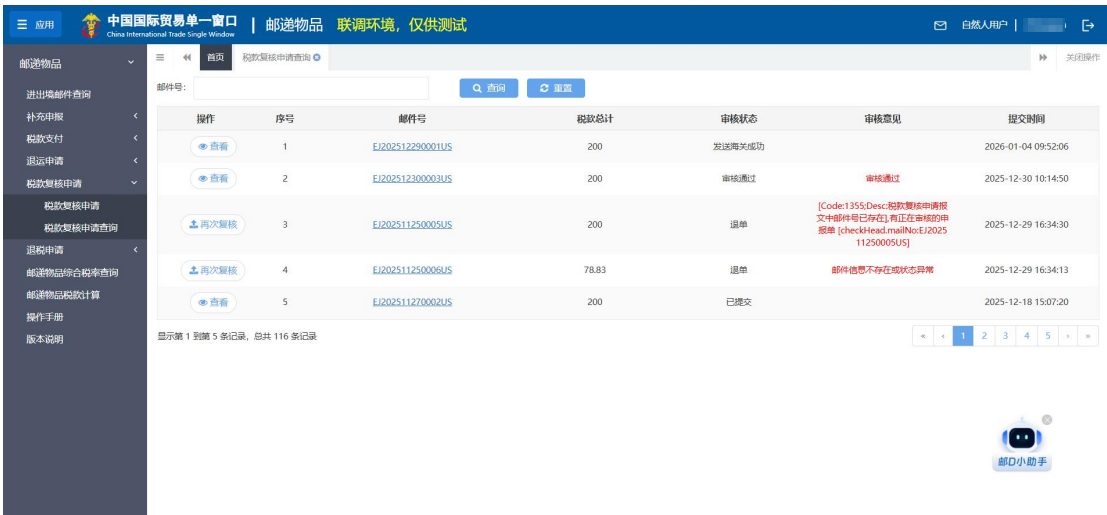 应用
中国国际贸易单一窗口 | 邮递物品 联调环境，仅供测试
China International Trade Single Window
自然人用户 |
邮递物品
首页 税款复核申请查询 关闭操作
进出境邮件查询
补充申报
税款支付
退运申请
税款复核申请
税款复核申请
税款复核申请查询
退税申请
邮递物品综合税率查询
邮递物品税款计算
操作手册
版本说明
邮件号: 查询 重置
操作 序号 邮件号 税款总计 审核状态 审核意见 提交时间
查看 1 EJ202512290001US 200 发送海关成功 2026-01-04 09:52:06
查看 2 EJ202512300003US 200 审核通过 审核通过 2025-12-30 10:14:50
再次复核 3 EJ202511250005US 200 退单 [Code:1355;Desc:税款复核申请报
文中邮件号已存在],有正在审核的申
报单 [checkHead.mailNo:EJ2025
11250005US] 2025-12-29 16:34:30
再次复核 4 EJ202511250006US 78.83 退单 邮件信息不存在或状态异常 2025-12-29 16:34:13
查看 5 EJ202511270002US 200 已提交 2025-12-18 15:07:20
显示第 1 到第 5 条记录，总共 116 条记录
« ‹ 1 2 3 4 5 › »
邮D小助手